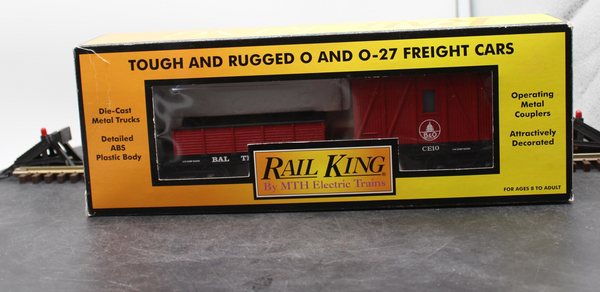 TOUGH AND RUGGED O AND O-27 FREIGHT CARS
Die-Cast
Metal Trucks
Detailed
ABS
Plastic Body
Operating
Metal
Couplers
Attractively
Decorated
B&O
CE10
BAL
RAIL KING®
By MTH Electric Trains
FOR AGES 8 TO ADULT